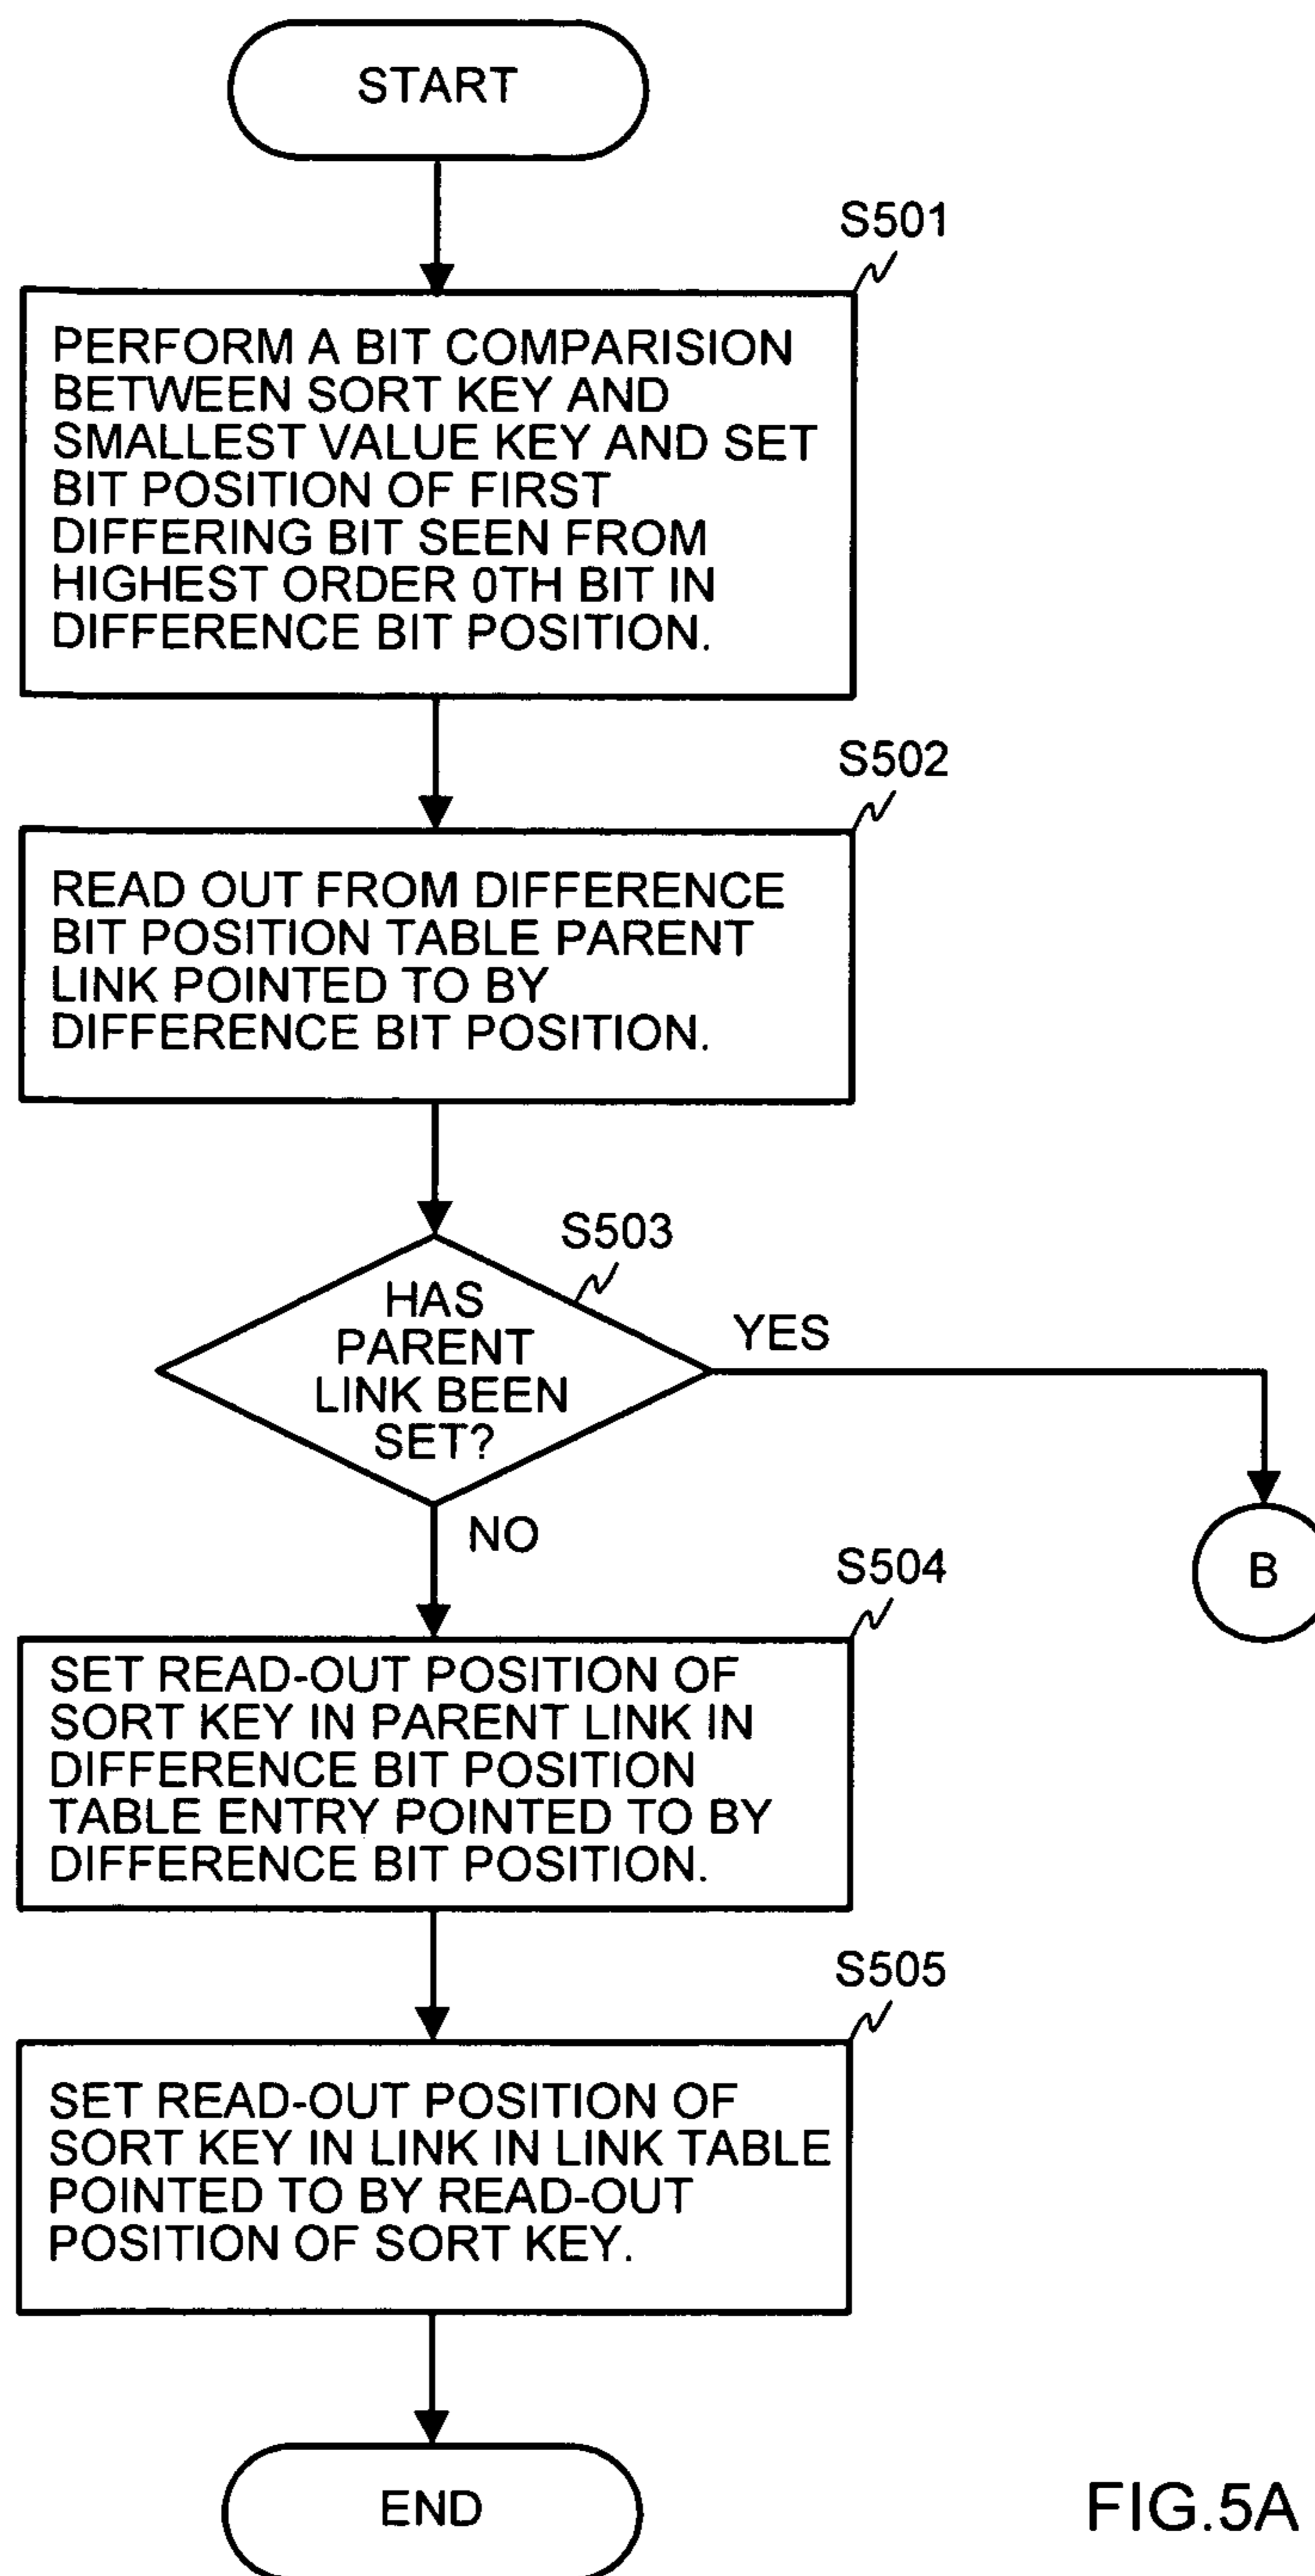 START
S501
PERFORM A BIT COMPARISION
BETWEEN SORT KEY AND
SMALLEST VALUE KEY AND SET
BIT POSITION OF FIRST
DIFFERING BIT SEEN FROM
HIGHEST ORDER 0TH BIT IN
DIFFERENCE BIT POSITION.
S502
READ OUT FROM DIFFERENCE
BIT POSITION TABLE PARENT
LINK POINTED TO BY
DIFFERENCE BIT POSITION.
S503
HAS
PARENT
LINK BEEN
SET?
YES
NO
B
S504
SET READ-OUT POSITION OF
SORT KEY IN PARENT LINK IN
DIFFERENCE BIT POSITION
TABLE ENTRY POINTED TO BY
DIFFERENCE BIT POSITION.
S505
SET READ-OUT POSITION OF
SORT KEY IN LINK IN LINK TABLE
POINTED TO BY READ-OUT
POSITION OF SORT KEY.
END
FIG.5A